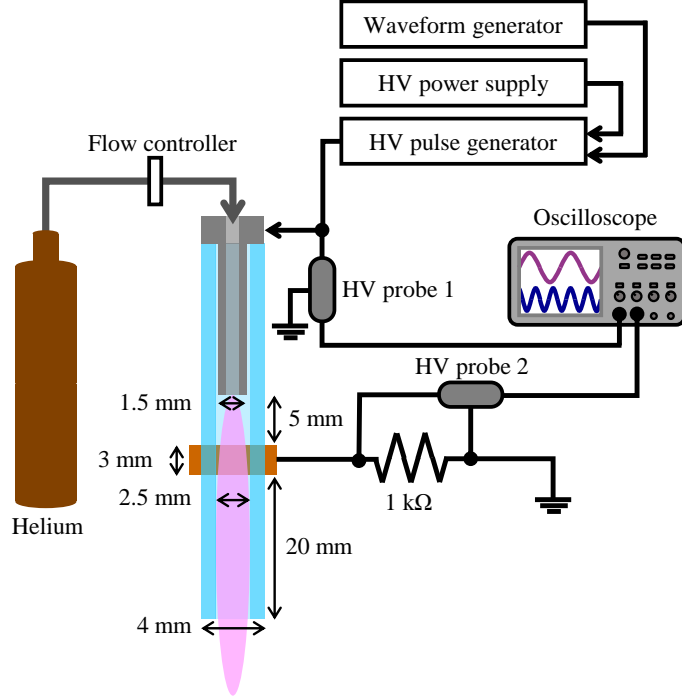 Waveform generator
HV power supply
HV pulse generator
Flow controller
Oscilloscope
HV probe 1
HV probe 2
1.5 mm
5 mm
3 mm
2.5 mm
1 kΩ
Helium
20 mm
4 mm